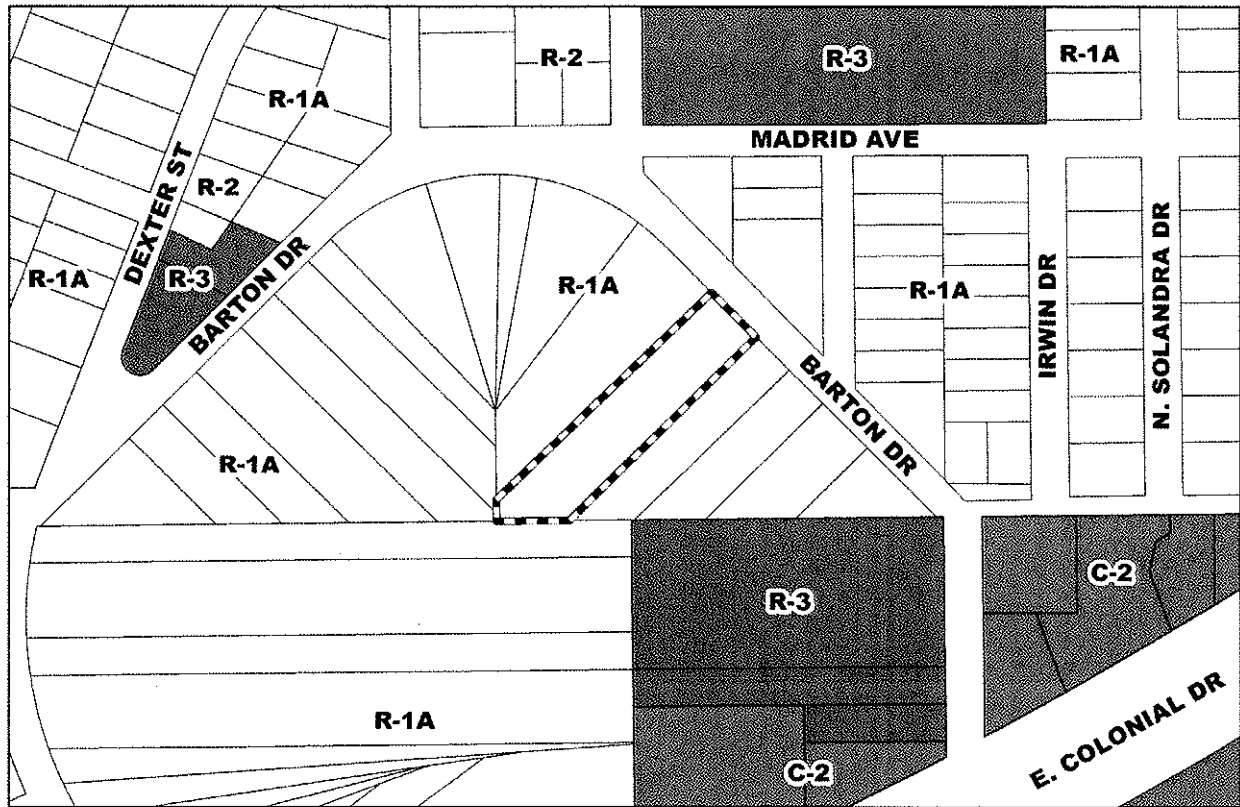 R-2
R-3
R-1A
R-1A
MADRID AVE
DEXTER ST
R-2
R-1A
R-3
BARTON DR
R-1A
R-1A
IRWIN DR
N. SOLANDRA DR
BARTON DR
R-1A
R-3
C-2
R-1A
C-2
E. COLONIAL DR